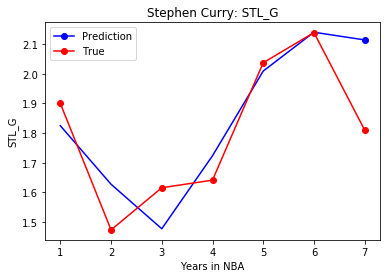 Stephen Curry: STL_G
Prediction
True
STL_G
2.1
2.0
1.9
1.8
1.7
1.6
1.5
1 2 3 4 5 6 7
Years in NBA